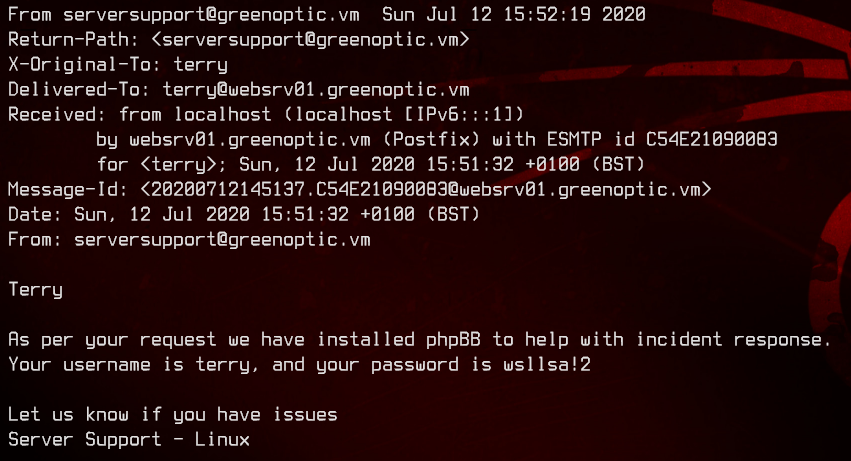 From serversupport@greenoptic.vm  Sun Jul 12 15:52:19 2020
Return-Path: <serversupport@greenoptic.vm>
X-Original-To: terry
Delivered-To: terry@websrv01.greenoptic.vm
Received: from localhost (localhost [IPv6:::1])
        by websrv01.greenoptic.vm (Postfix) with ESMTP id C54E21090083
        for <terry>; Sun, 12 Jul 2020 15:51:32 +0100 (BST)
Message-Id: <20200712145137.C54E21090083@websrv01.greenoptic.vm>
Date: Sun, 12 Jul 2020 15:51:32 +0100 (BST)
From: serversupport@greenoptic.vm

Terry

As per your request we have installed phpBB to help with incident response.
Your username is terry, and your password is wsllsa!2

Let us know if you have issues
Server Support - Linux